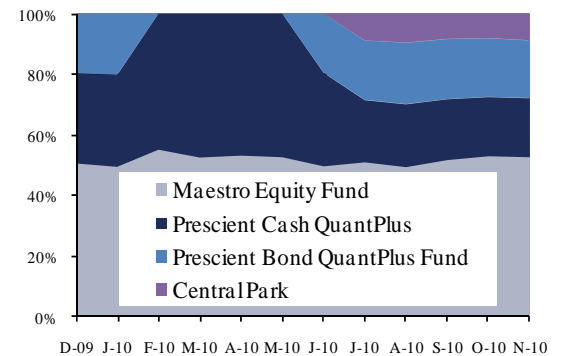 100%
80%
60%
40%
20%
0%
Maestro Equity Fund
Prescient Cash QuantPlus
Prescient Bond QuantPlus Fund
CentralPark
D-09 J-10 F-10 M-10 A-10 M-10 J-10 J-10 A-10 S-10 O-10 N-10